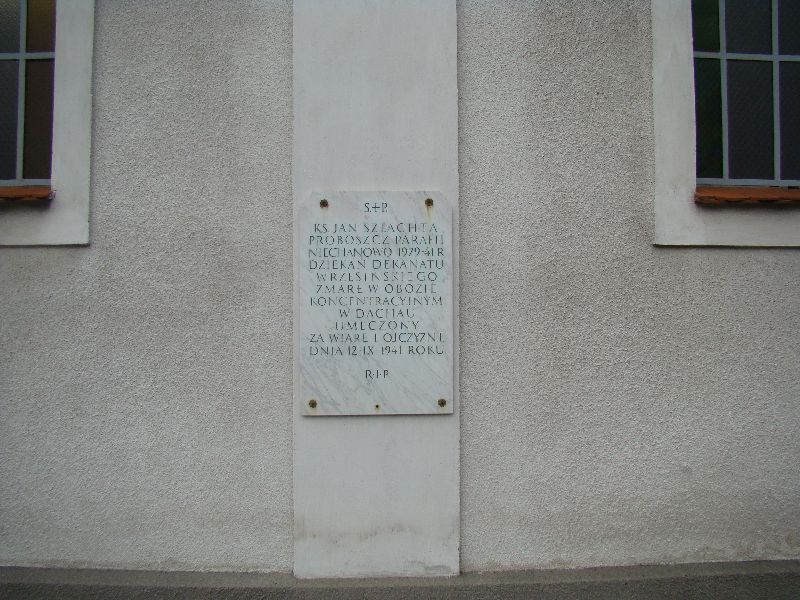 Ś.+P.
KS. JAN SZŁACHTA
PROBOSZCZ PARAFII
NIECHANOWO 1929-41 R
DZIEKAN DEKANATU
WRZESIŃSKIEGO
ZMARŁ W OBOZIE
KONCENTRACYJNYM
W DACHAU
UMĘCZONY
ZA WIARĘ I OJCZYZNĘ
DNIA 12·IX·1941 ROKU
R·I·P.